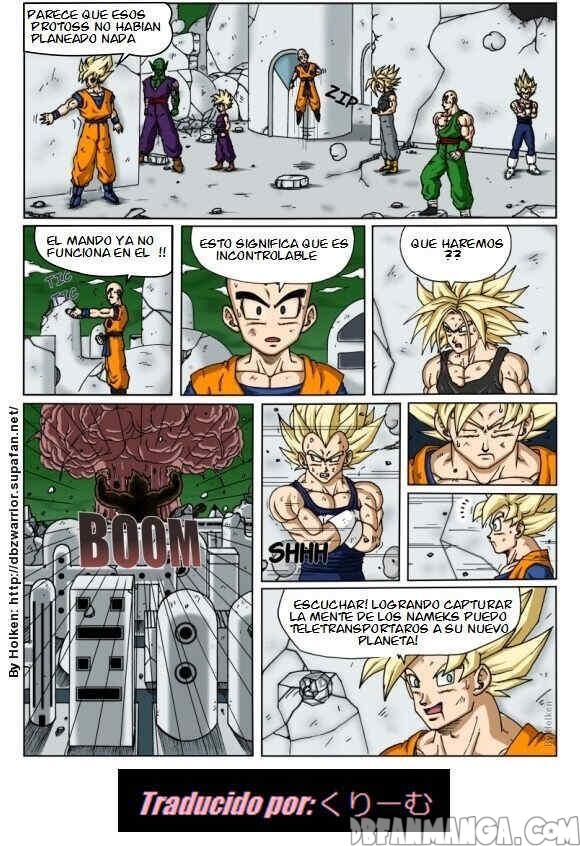 PARECE QUE ESOS
PROTOSS NO HABIAN
PLANEADO NADA
ZIP
EL MANDO YA NO
FUNCIONA EN EL !!
TIC
TIC
ESTO SIGNIFICA QUE ES
INCONTROLABLE
QUE HAREMOS
??
BOOM
SHHH
ESCUCHAR! LOGRANDO CAPTURAR
LA MENTE DE LOS NAMEKS PUEDO
TELETRANSPORTAROS A SU NUEVO
PLANETA!
By Holken: http://dbzwarrior.supafan.net/
Traducido por: くりーむ
DBFANMANGA.COM